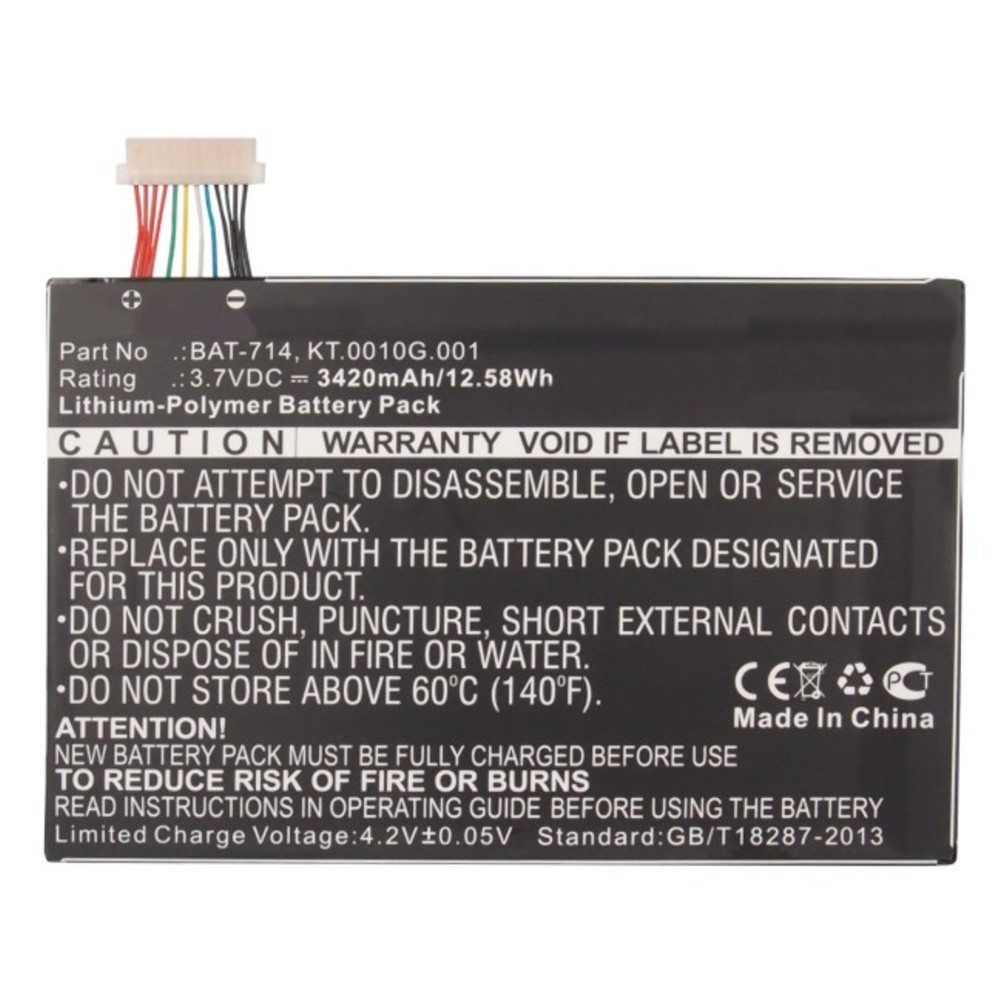 Part No .:BAT-714, KT.0010G.001
Rating .:3.7VDC ⎓ 3420mAh/12.58Wh
Lithium-Polymer Battery Pack
CAUTION WARRANTY VOID IF LABEL IS REMOVED
•DO NOT ATTEMPT TO DISASSEMBLE, OPEN OR SERVICE
THE BATTERY PACK.
•REPLACE ONLY WITH THE BATTERY PACK DESIGNATED
FOR THIS PRODUCT.
•DO NOT CRUSH, PUNCTURE, SHORT EXTERNAL CONTACTS
OR DISPOSE OF IN FIRE OR WATER.
•DO NOT STORE ABOVE 60°C (140°F).
CE PCT
Made In China
ATTENTION!
NEW BATTERY PACK MUST BE FULLY CHARGED BEFORE USE
TO REDUCE RISK OF FIRE OR BURNS
READ INSTRUCTIONS IN OPERATING GUIDE BEFORE USING THE BATTERY
Limited Charge Voltage:4.2V±0.05V Standard:GB/T18287-2013